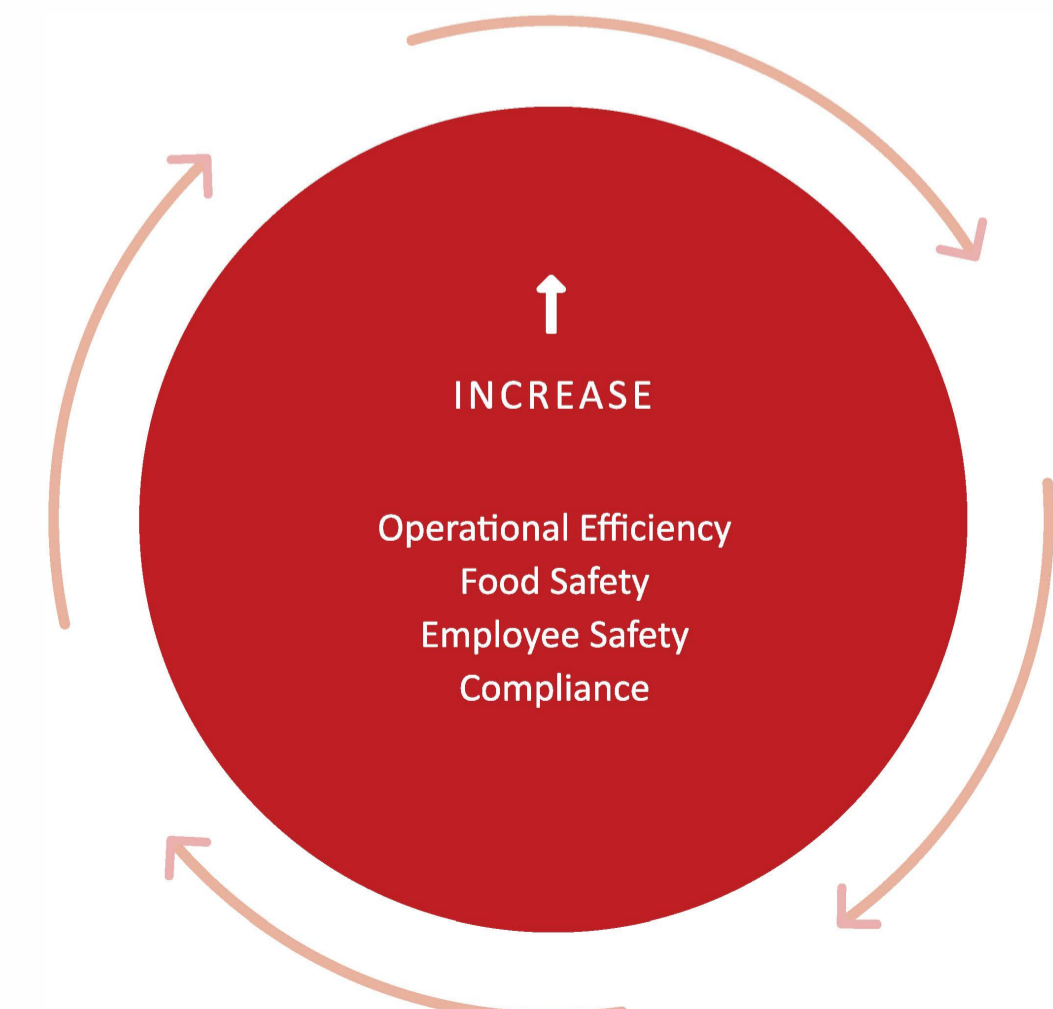 INCREASE
Operational Efficiency
Food Safety
Employee Safety
Compliance